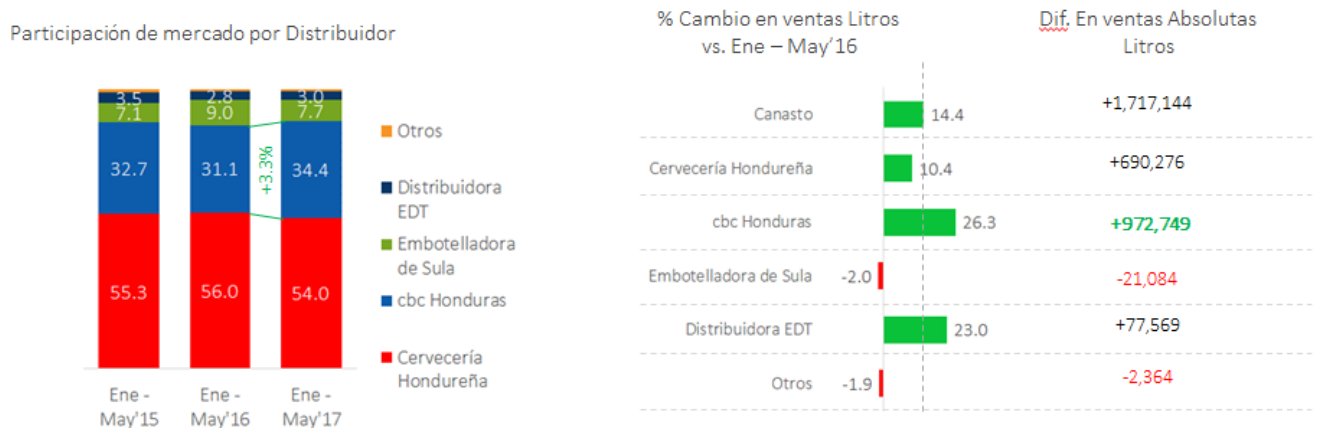 Participación de mercado por Distribuidor
3.5 2.8 3.0
7.1 9.0 7.7
32.7 31.1 +3.3% 34.4
55.3 56.0 54.0
Ene - Ene - Ene -
May'15 May'16 May'17
Otros
Distribuidora
EDT
Embotelladora
de Sula
cbc Honduras
Cervecería
Hondureña
% Cambio en ventas Litros
vs. Ene – May'16
Dif. En ventas Absolutas
Litros
Canasto 14.4 +1,717,144
Cervecería Hondureña 10.4 +690,276
cbc Honduras 26.3 +972,749
Embotelladora de Sula -2.0 -21,084
Distribuidora EDT 23.0 +77,569
Otros -1.9 -2,364